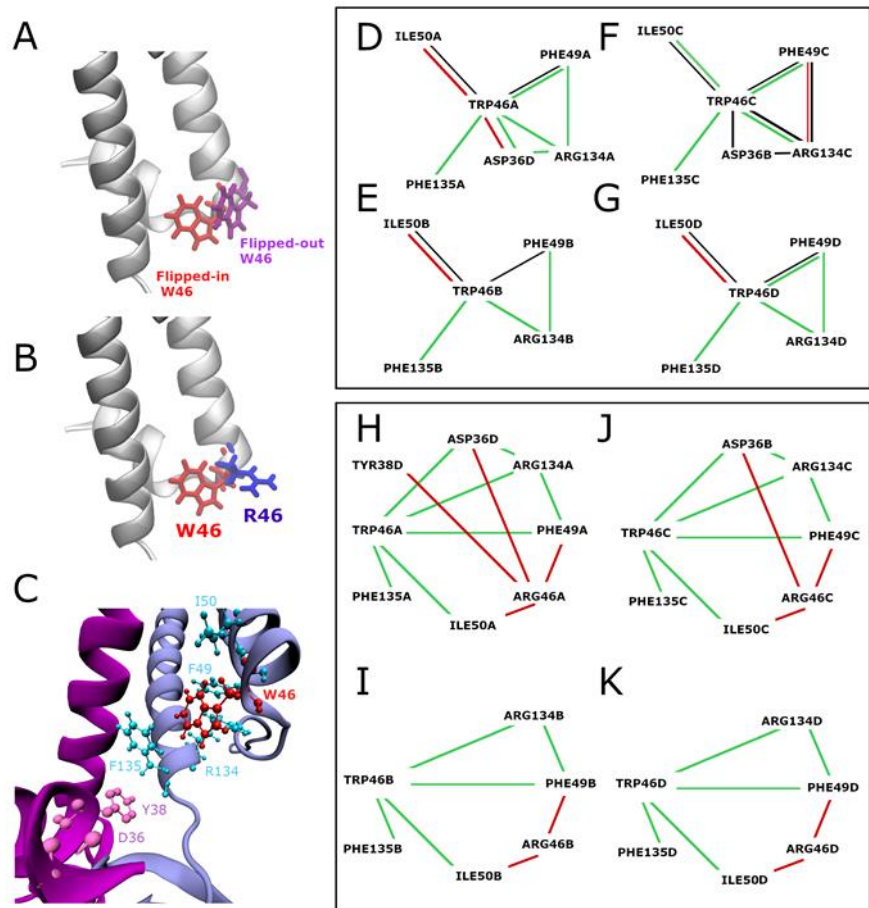 A
Flipped-out
W46
Flipped-in
W46
B
W46
R46
C
I50
F49
W46
F135
R134
Y38
D36
D
ILE50A
PHE49A
TRP46A
ASP36D
ARG134A
PHE135A
F
ILE50C
PHE49C
TRP46C
ASP36B
ARG134C
PHE135C
E
ILE50B
PHE49B
TRP46B
ARG134B
PHE135B
G
ILE50D
PHE49D
TRP46D
ARG134D
PHE135D
H
ASP36D
TYR38D
ARG134A
TRP46A
PHE49A
PHE135A
ARG46A
ILE50A
J
ASP36B
ARG134C
TRP46C
PHE49C
PHE135C
ARG46C
ILE50C
I
ARG134B
TRP46B
PHE49B
PHE135B
ARG46B
ILE50B
K
ARG134D
TRP46D
PHE49D
PHE135D
ARG46D
ILE50D